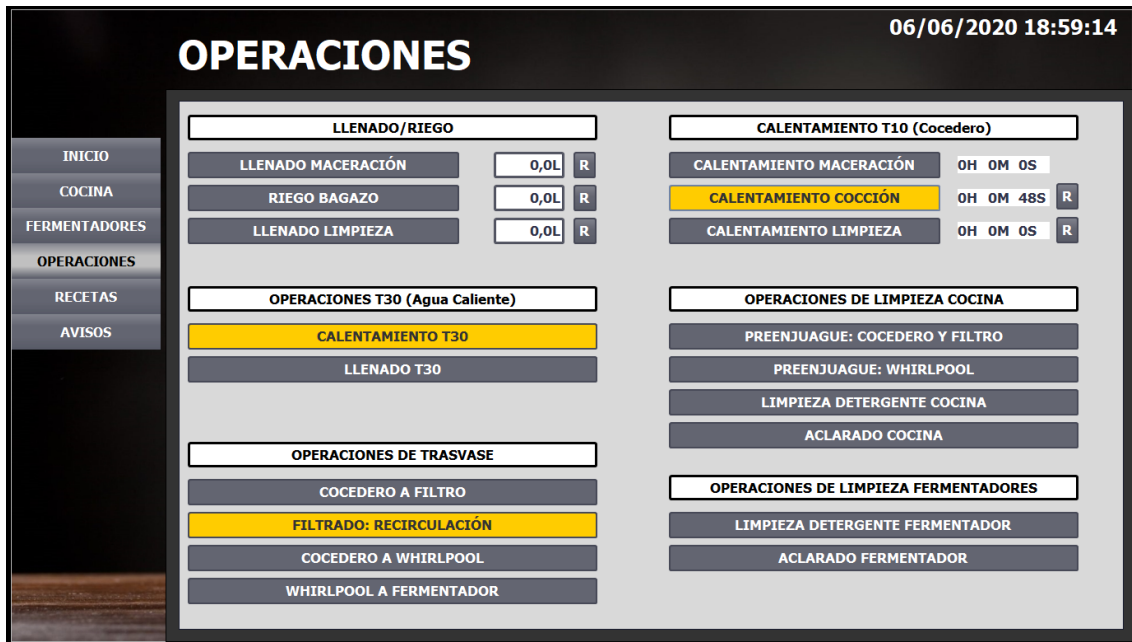 06/06/2020 18:59:14
OPERACIONES
INICIO
COCINA
FERMENTADORES
OPERACIONES
RECETAS
AVISOS
LLENADO/RIEGO
LLENADO MACERACIÓN 0,0L R
RIEGO BAGAZO 0,0L R
LLENADO LIMPIEZA 0,0L R
OPERACIONES T30 (Agua Caliente)
CALENTAMIENTO T30
LLENADO T30
OPERACIONES DE TRASVASE
COCEDERO A FILTRO
FILTRADO: RECIRCULACIÓN
COCEDERO A WHIRLPOOL
WHIRLPOOL A FERMENTADOR
CALENTAMIENTO T10 (Cocedero)
CALENTAMIENTO MACERACIÓN 0H 0M 0S
CALENTAMIENTO COCCIÓN 0H 0M 48S R
CALENTAMIENTO LIMPIEZA 0H 0M 0S R
OPERACIONES DE LIMPIEZA COCINA
PREENJUAGUE: COCEDERO Y FILTRO
PREENJUAGUE: WHIRLPOOL
LIMPIEZA DETERGENTE COCINA
ACLARADO COCINA
OPERACIONES DE LIMPIEZA FERMENTADORES
LIMPIEZA DETERGENTE FERMENTADOR
ACLARADO FERMENTADOR